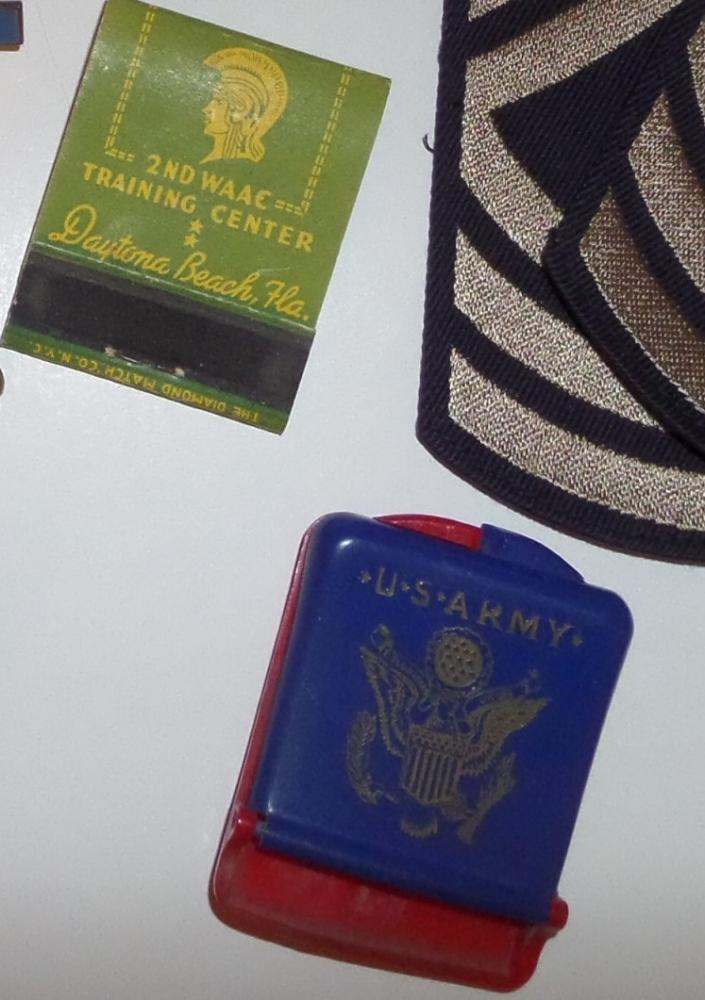 2ND WAAC
TRAINING CENTER
Daytona Beach, Fla.
THE DIAMOND MATCH CO. N.Y.C.
U·S·ARMY